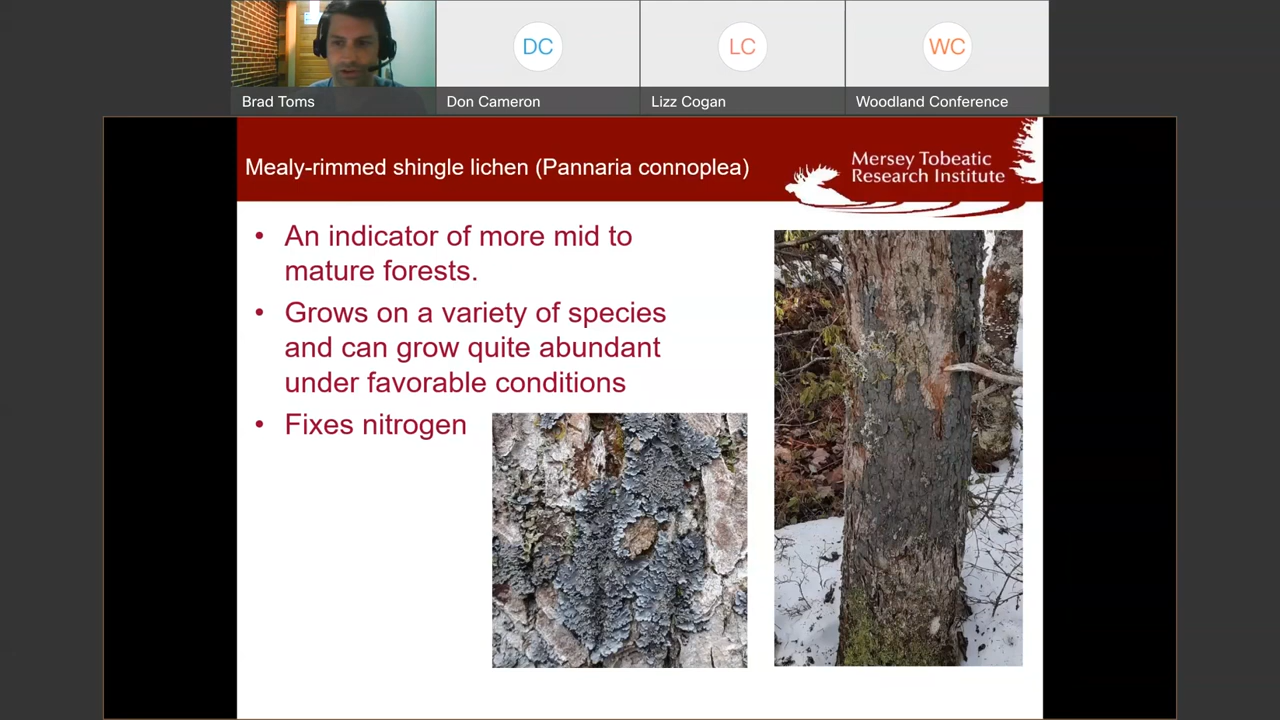 DC
LC
WC
Brad Toms
Don Cameron
Lizz Cogan
Woodland Conference
Mealy-rimmed shingle lichen (Pannaria connoplea)
Mersey Tobeatic
Research Institute
• An indicator of more mid to
mature forests.
• Grows on a variety of species
and can grow quite abundant
under favorable conditions
• Fixes nitrogen